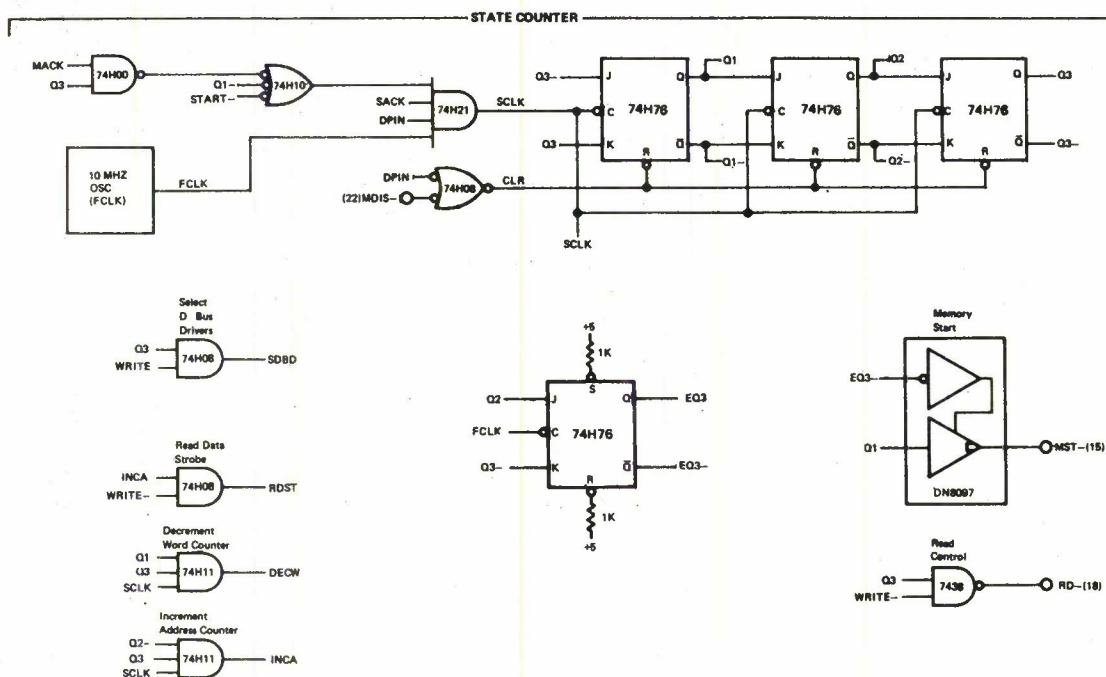 STATE COUNTER
MACK
Q3
74H00
Q1-
START-
74H10
SACK
DPIN
74H21
SCLK
10 MHZ
OSC
(FCLK)
FCLK
DPIN
(22)MDIS-
74H08
CLR
Q3-
Q3
J
C
K
Q
Q̅
R
74H76
Q1
Q1-
J
C
K
Q
Q̅
R
74H76
Q2-
J
C
K
Q
Q̅
R
74H76
Q3
Q3-
SCLK
Select
D Bus
Drivers
Q3
WRITE
74H08
SDBD
Read Data
Strobe
INCA
WRITE-
74H08
RDST
Decrement
Word Counter
Q1
Q3
SCLK
74H11
DECW
Increment
Address Counter
Q2-
Q3
SCLK
74H11
INCA
+5
1K
S
Q2
FCLK
Q3-
J
C
K
74H76
Q
Q̅
R
EQ3
EQ3-
1K
+5
Memory
Start
EQ3-
Q1
MST-(15)
DN8097
Read
Control
Q3
WRITE-
7438
RD-(18)